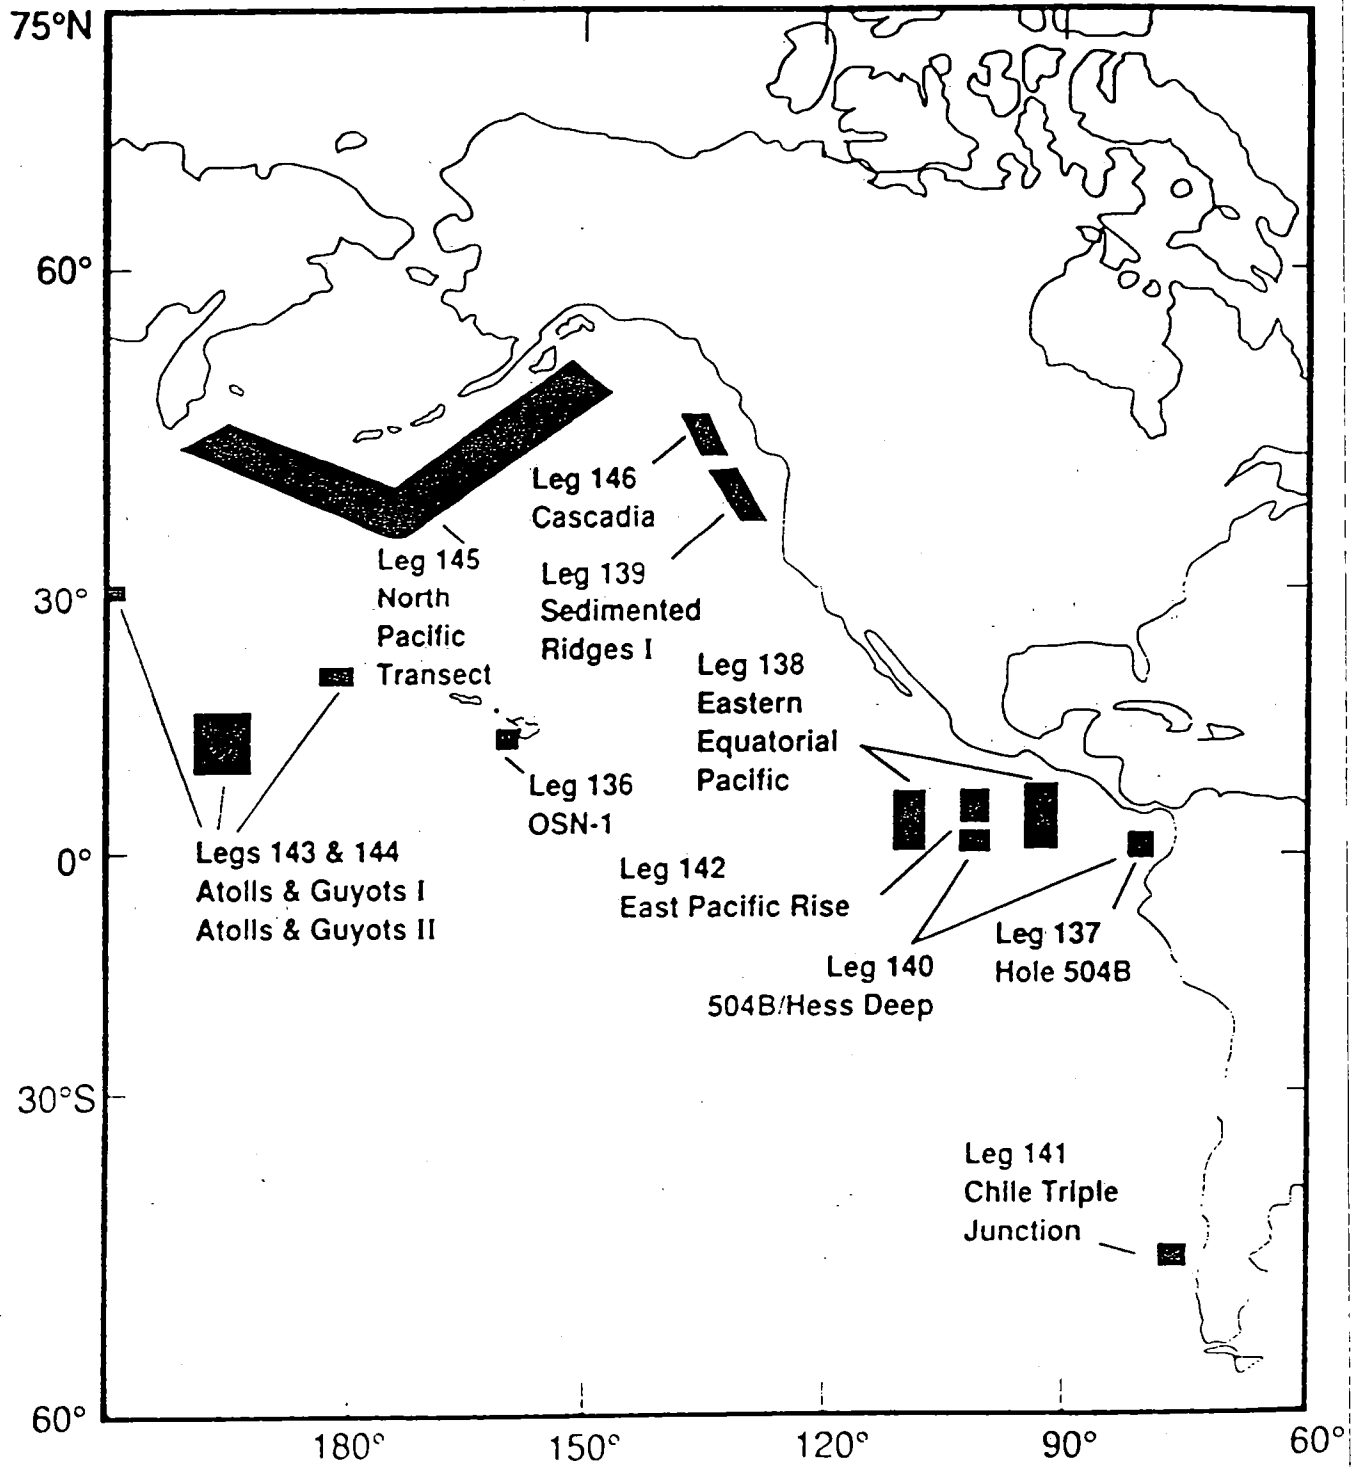 75°N
60°
Leg 146
Cascadia
Leg 145
North
Pacific
Transect
Leg 139
Sedimented
Ridges I
30°
Leg 138
Eastern
Equatorial
Pacific
Leg 136
OSN-1
0°
Legs 143 & 144
Atolls & Guyots I
Atolls & Guyots II
Leg 142
East Pacific Rise
Leg 137
Hole 504B
Leg 140
504B/Hess Deep
30°S
Leg 141
Chile Triple
Junction
60°
180° 150° 120° 90° 60°